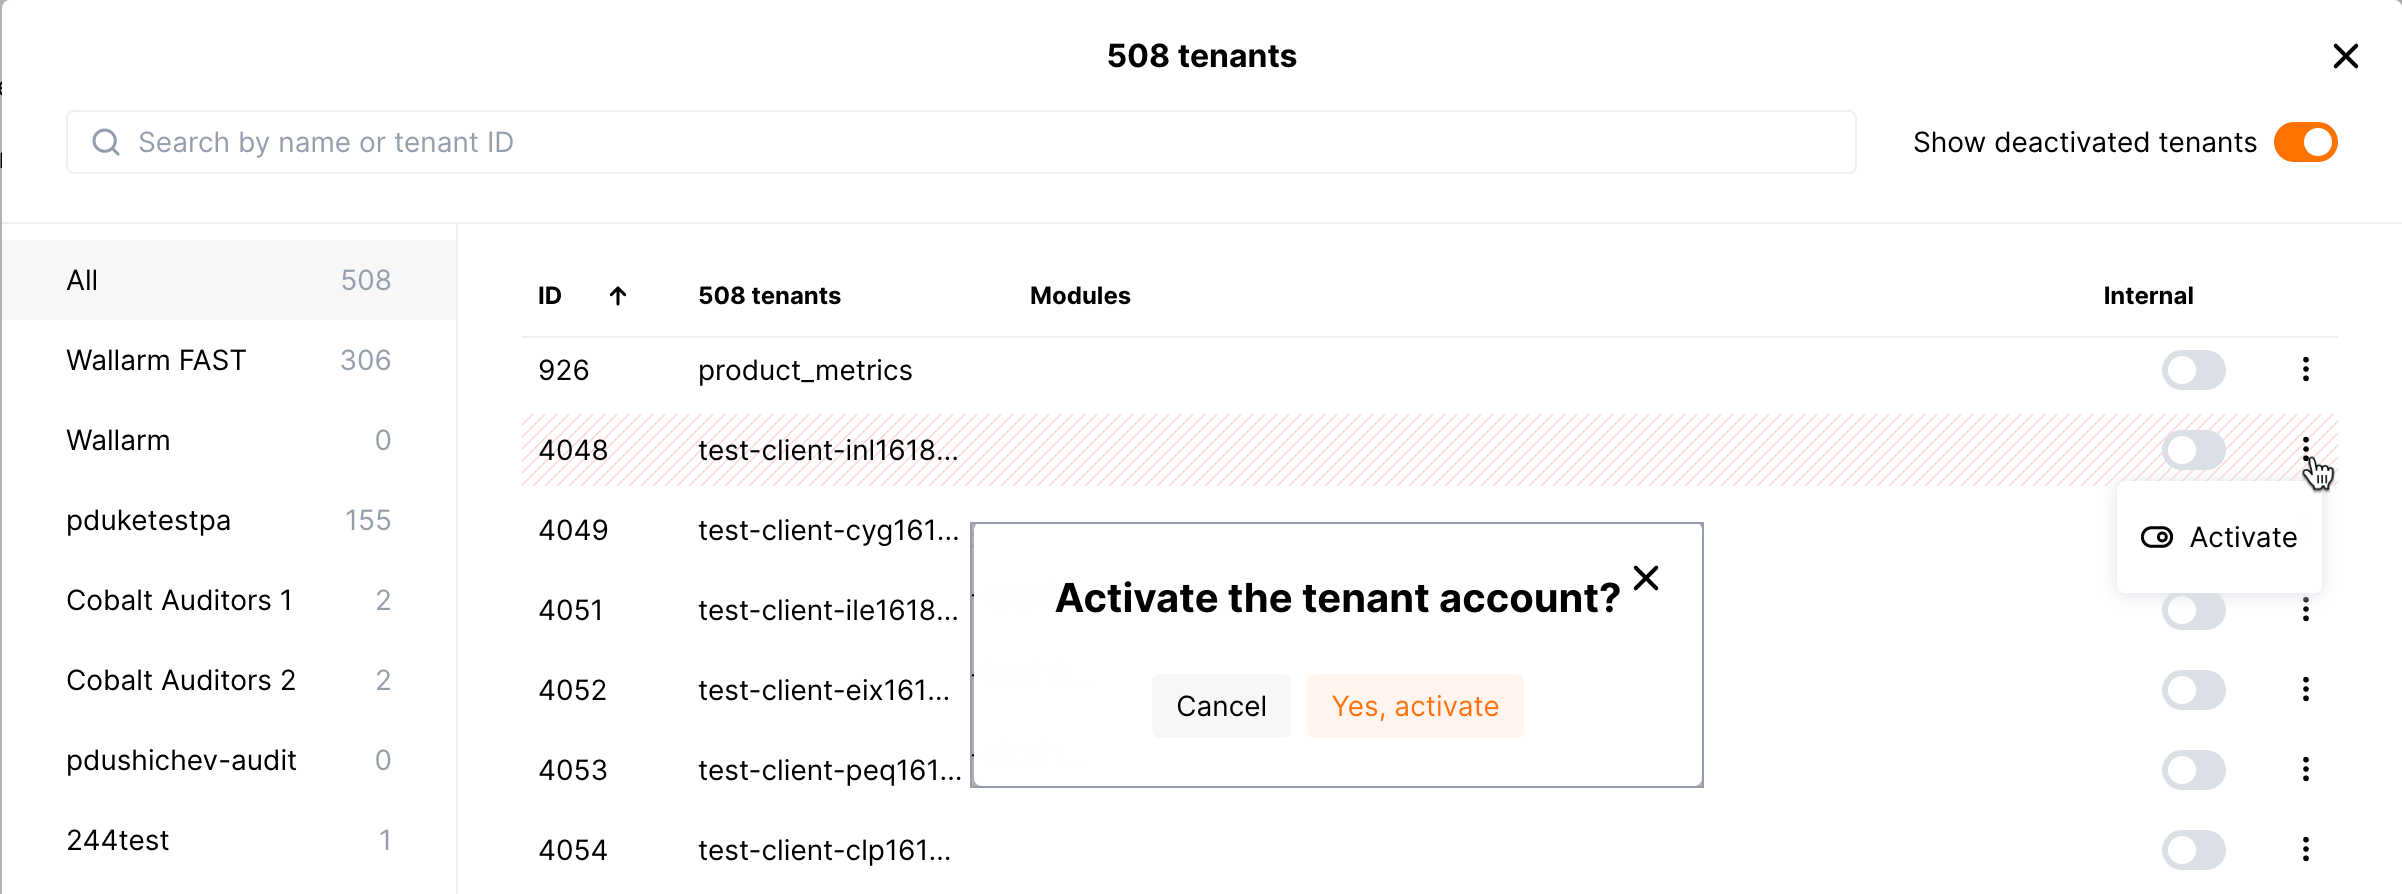 508 tenants
Search by name or tenant ID
Show deactivated tenants
All 508
Wallarm FAST 306
Wallarm 0
pduketestpa 155
Cobalt Auditors 1 2
Cobalt Auditors 2 2
pdushichev-audit 0
244test 1
ID 508 tenants Modules Internal
926 product_metrics
4048 test-client-inl1618...
4049 test-client-cyg161...
4051 test-client-ile1618...
4052 test-client-eix161...
4053 test-client-peq161...
4054 test-client-clp161...
Activate
Activate the tenant account?
Cancel Yes, activate